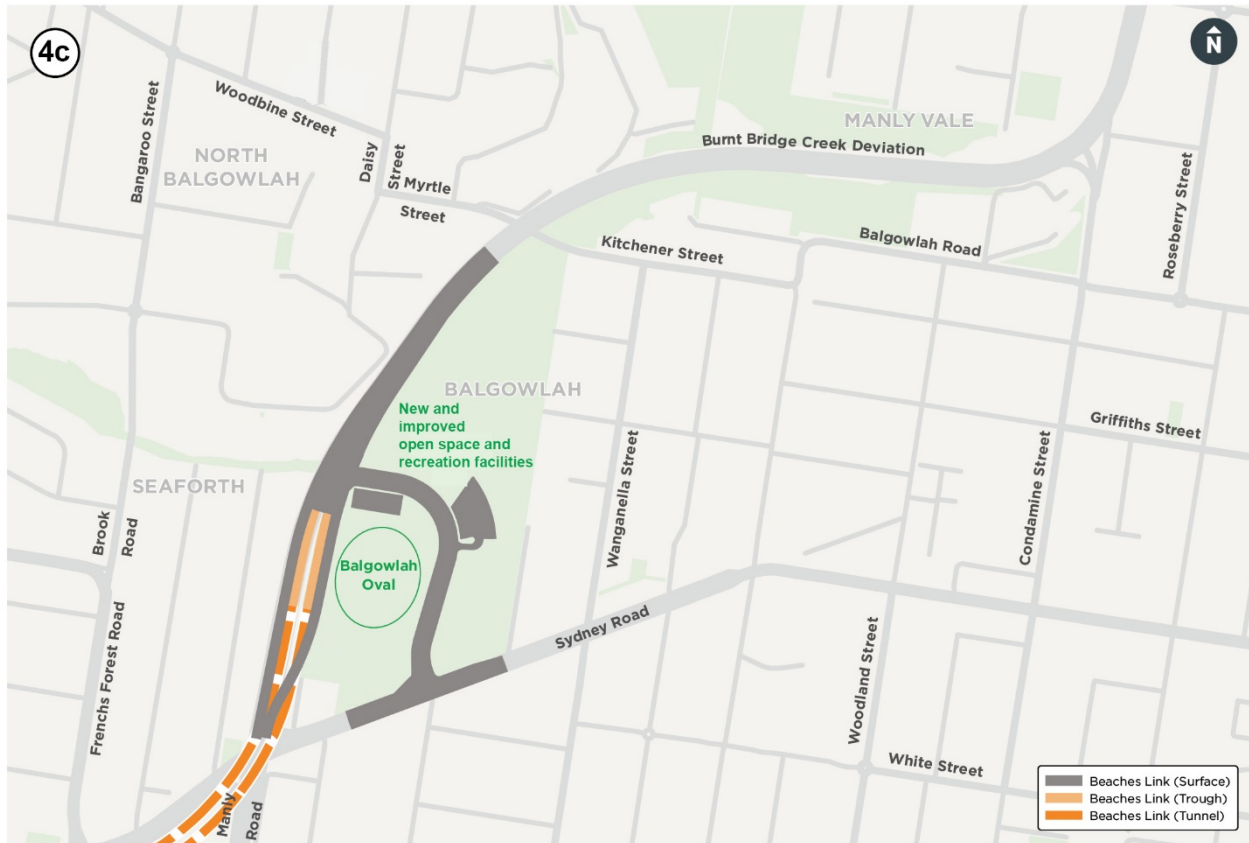 4c
N
Woodbine Street
Bangaroo Street
NORTH
BALGOWLAH
Daisy
Street
Myrtle
Street
MANLY VALE
Burnt Bridge Creek Deviation
Kitchener Street
Balgowlah Road
Roseberry Street
BALGOWLAH
New and
improved
open space and
recreation facilities
Griffiths Street
SEAFORTH
Brook
Road
Wanganella Street
Condamine Street
Balgowlah
Oval
Sydney Road
Frenchs Forest Road
Woodland Street
White Street
Manly
Road
Beaches Link (Surface)
Beaches Link (Trough)
Beaches Link (Tunnel)